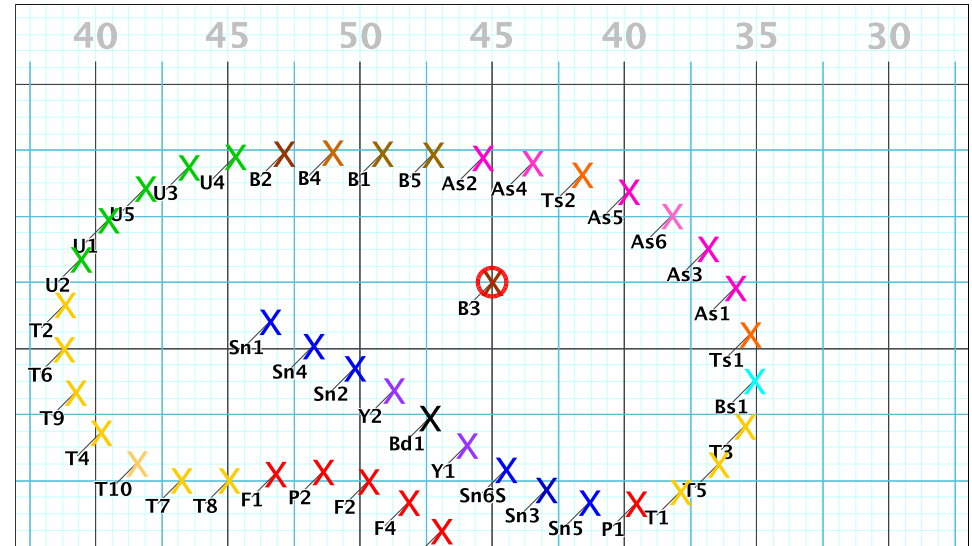 40 45 50 45 40 35 30
U3 U4 B2 B4 B1 B5 As2 As4 Ts2
U5 As5
U1 As6
U2 As3
B3 As1
T2
Sn1 Ts1
T6 Sn4
Sn2 Bs1
T9 Y2
T4 Bd1 T3
Y1
T10 T7 T8 F1 P2 F2 Sn6S T5
F4 Sn3 Sn5 P1 T1